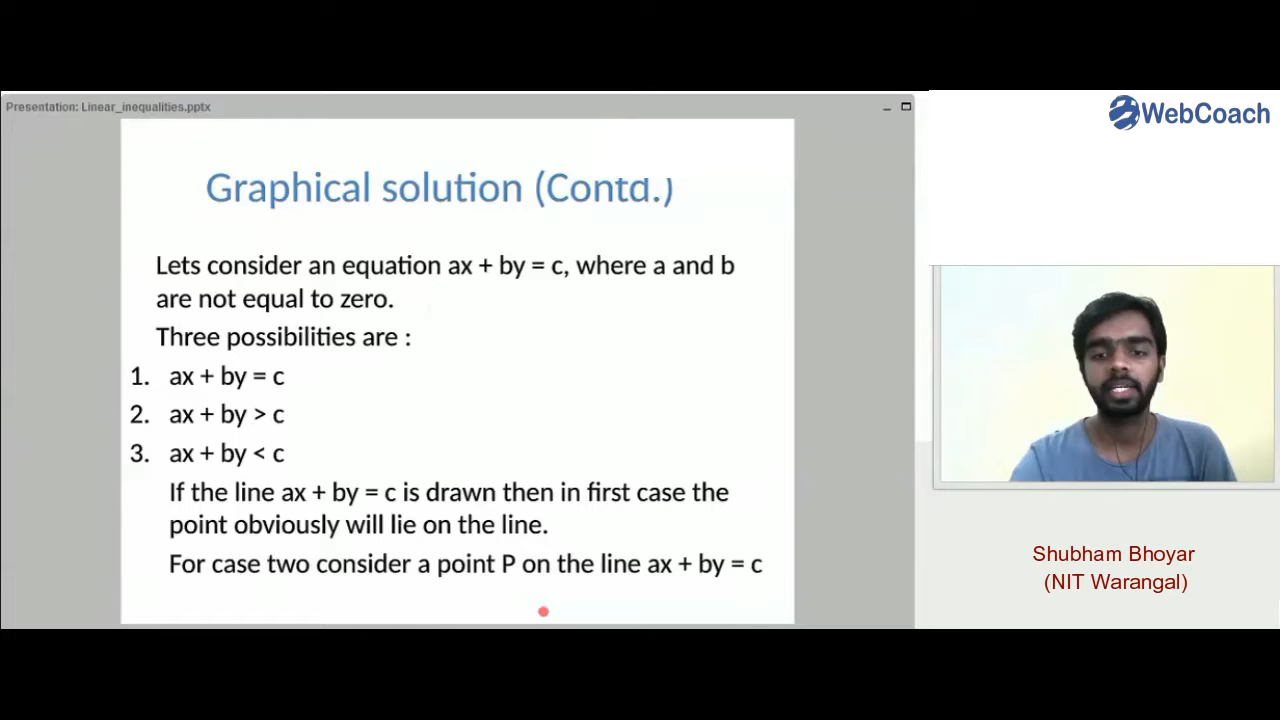 Presentation: Linear_inequalities.pptx
WebCoach
Graphical solution (Contd.)
Lets consider an equation ax + by = c, where a and b
are not equal to zero.
Three possibilities are :
1. ax + by = c
2. ax + by > c
3. ax + by < c
If the line ax + by = c is drawn then in first case the
point obviously will lie on the line.
For case two consider a point P on the line ax + by = c
Shubham Bhoyar
(NIT Warangal)